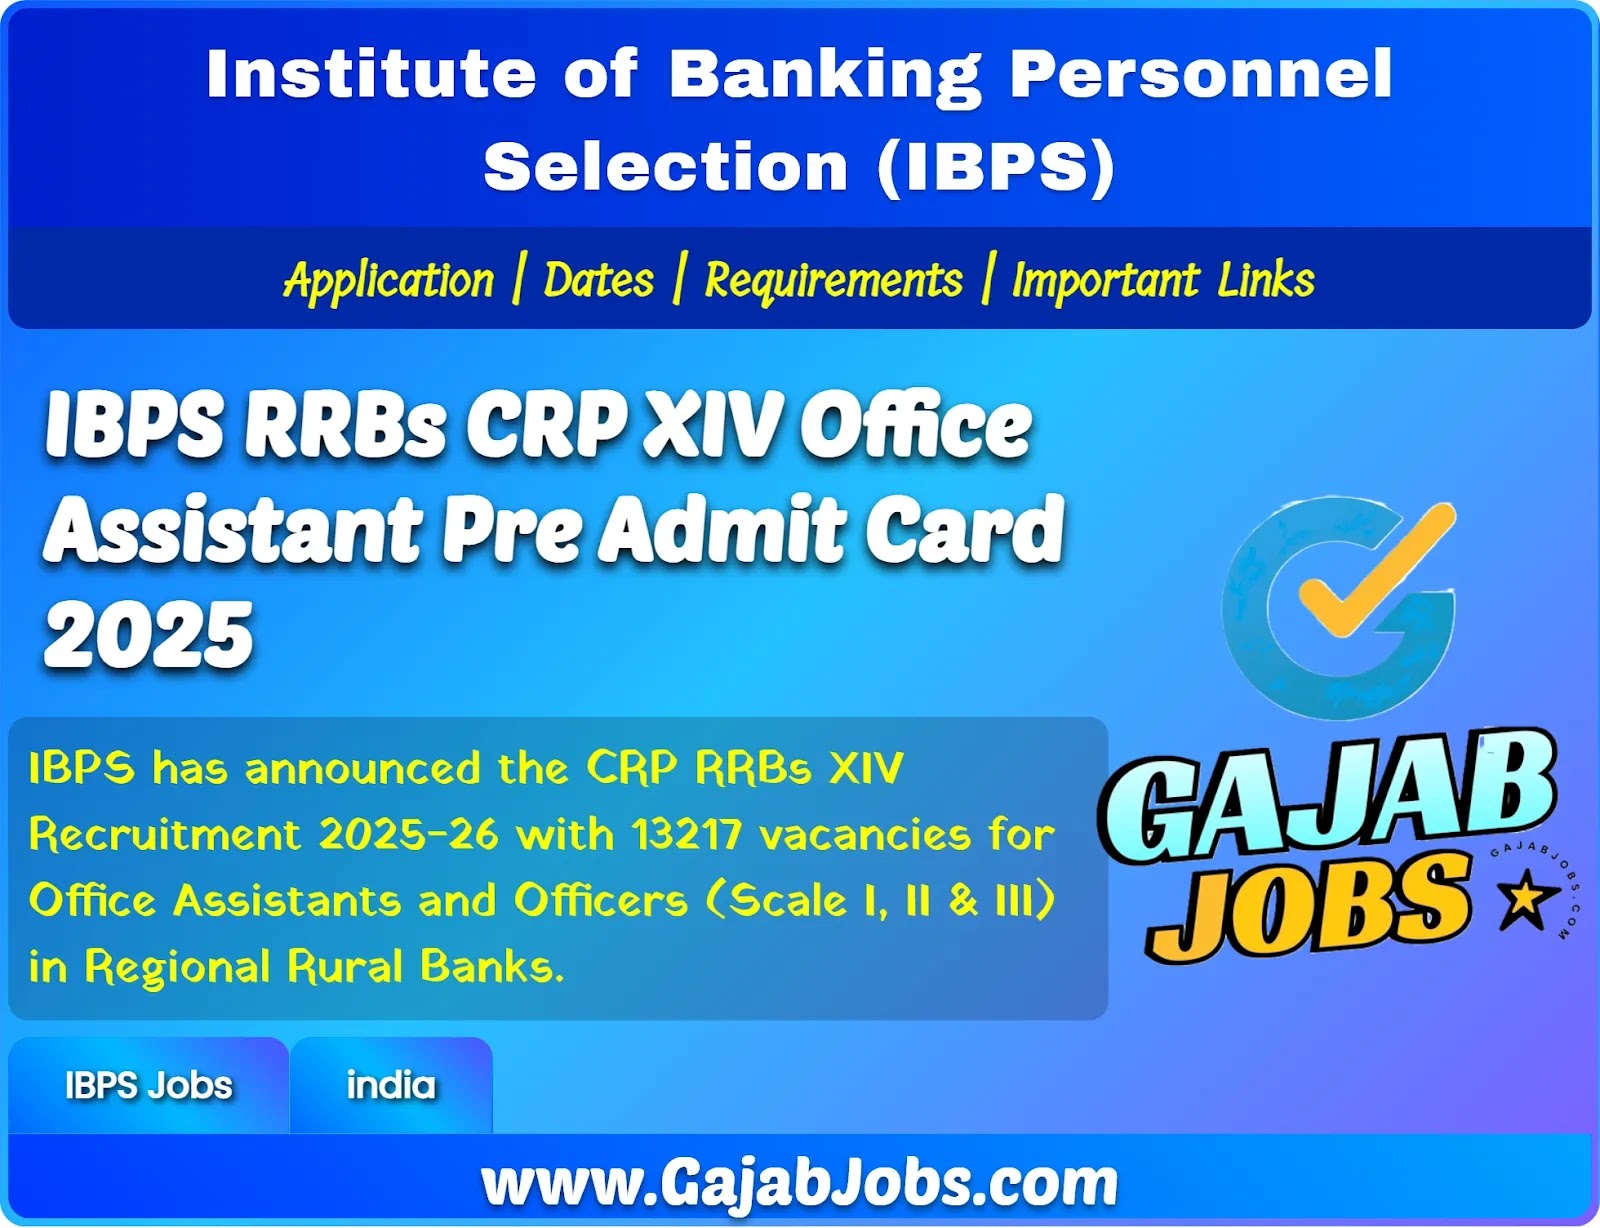 Institute of Banking Personnel
Selection (IBPS)
Application | Dates | Requirements | Important Links
IBPS RRBs CRP XIV Office
Assistant Pre Admit Card
2025
IBPS has announced the CRP RRBs XIV
Recruitment 2025-26 with 13217 vacancies for
Office Assistants and Officers (Scale I, II & III)
in Regional Rural Banks.
GAJAB
JOBS
GAJABJOBS.COM
IBPS Jobs
india
www.GajabJobs.com